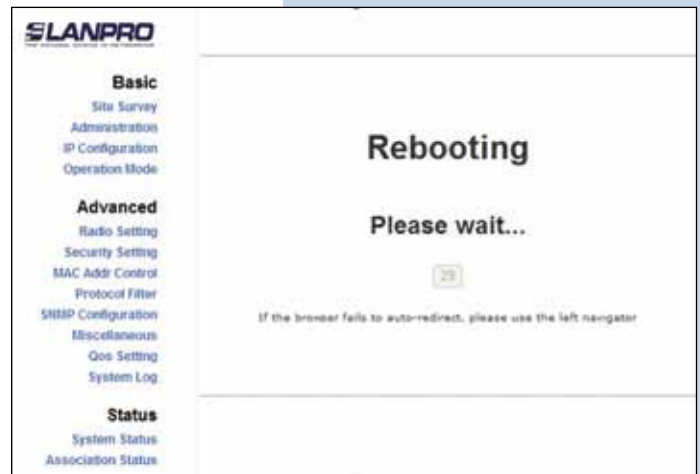 LANPRO
Basic
Site Survey
Administration
IP Configuration
Operation Mode
Advanced
Radio Setting
Security Setting
MAC Addr Control
Protocol Filter
SNMP Configuration
Miscellaneous
Qos Setting
System Log
Status
System Status
Association Status
Rebooting
Please wait...
29
If the browser fails to auto-redirect, please use the left navigator